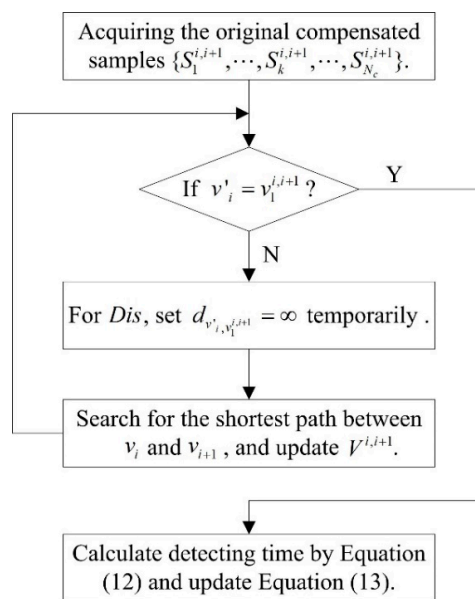 Acquiring the original compensated
samples {S_1^{i,i+1},⋯,S_k^{i,i+1},⋯,S_{N_c}^{i,i+1}}.
If v'_i = v_1^{i,i+1} ?
Y
N
For Dis, set d_{v'_i,v_1^{i,i+1}} = ∞ temporarily .
Search for the shortest path between
v_i and v_{i+1} , and update V^{i,i+1}.
Calculate detecting time by Equation
(12) and update Equation (13).